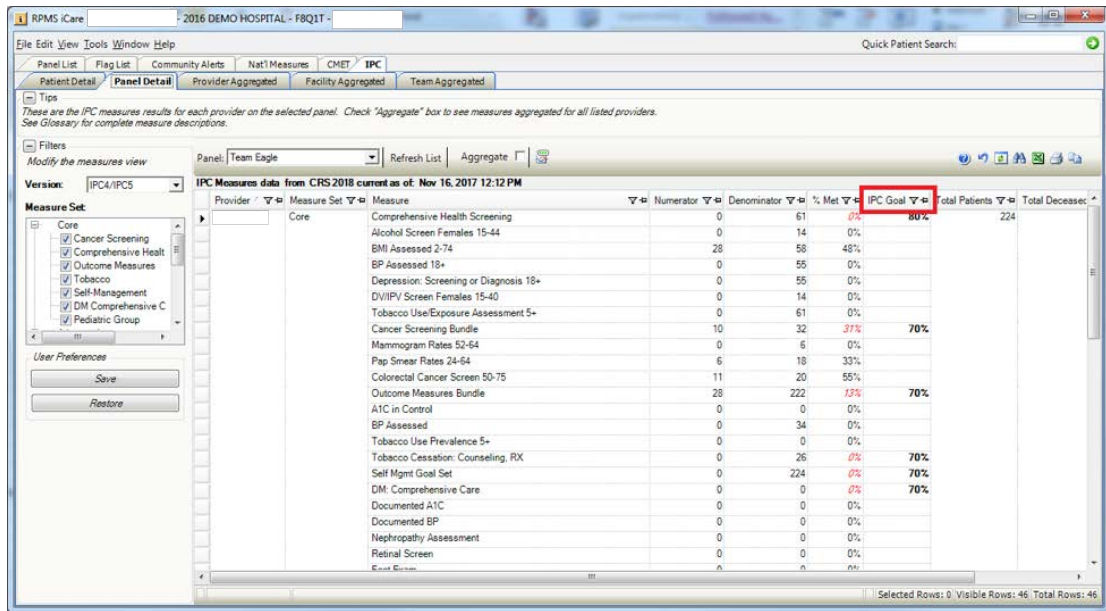 RPMS iCare - 2016 DEMO HOSPITAL - F8Q1T -
File Edit View Tools Window Help Quick Patient Search:
Panel List Flag List Community Alerts Nat'l Measures CMET IPC
Patient Detail Panel Detail Provider Aggregated Facility Aggregated Team Aggregated
Tips
These are the IPC measures results for each provider on the selected panel. Check "Aggregate" box to see measures aggregated for all listed providers.
See Glossary for complete measure descriptions.
Filters
Modify the measures view
Version: IPC4/IPC5
Measure Set:
Core
Cancer Screening
Comprehensive Healt
Outcome Measures
Tobacco
Self-Management
DM Comprehensive C
Pediatric Group
User Preferences
Save
Restore
Panel: Team Eagle Refresh List Aggregate
IPC Measures data from CRS 2018 current as of: Nov 16, 2017 12:12 PM
Provider Measure Set Measure Numerator Denominator % Met IPC Goal Total Patients Total Deceased
Core Comprehensive Health Screening 0 61 0% 80% 224
Alcohol Screen Females 15-44 0 14 0%
BMI Assessed 2-74 28 58 48%
BP Assessed 18+ 0 55 0%
Depression: Screening or Diagnosis 18+ 0 55 0%
DV/IPV Screen Females 15-40 0 14 0%
Tobacco Use/Exposure Assessment 5+ 0 61 0%
Cancer Screening Bundle 10 32 31% 70%
Mammogram Rates 52-64 0 6 0%
Pap Smear Rates 24-64 6 18 33%
Colorectal Cancer Screen 50-75 11 20 55%
Outcome Measures Bundle 28 222 13% 70%
A1C in Control 0 0 0%
BP Assessed 0 34 0%
Tobacco Use Prevalence 5+ 0 0 0%
Tobacco Cessation: Counseling, RX 0 26 0% 70%
Self Mgmt Goal Set 0 224 0% 70%
DM: Comprehensive Care 0 0 0% 70%
Documented A1C 0 0 0%
Documented BP 0 0 0%
Nephropathy Assessment 0 0 0%
Retinal Screen 0 0 0%
Foot Exam 0 0 0%
Selected Rows: 0 Visible Rows: 46 Total Rows: 46